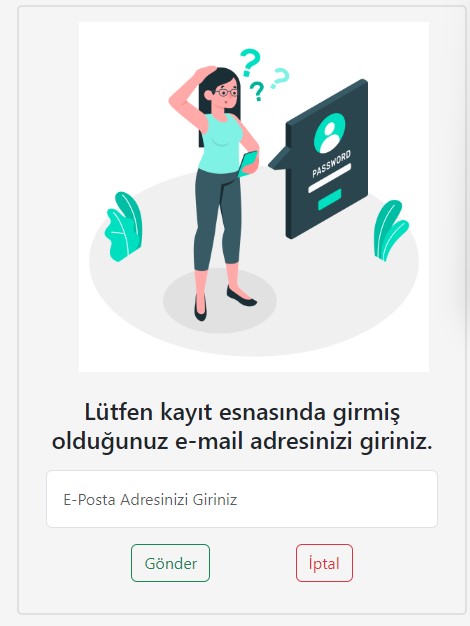 ? ? ?
PASSWORD
Lütfen kayıt esnasında girmiş
olduğunuz e-mail adresinizi giriniz.
E-Posta Adresinizi Giriniz
Gönder
İptal